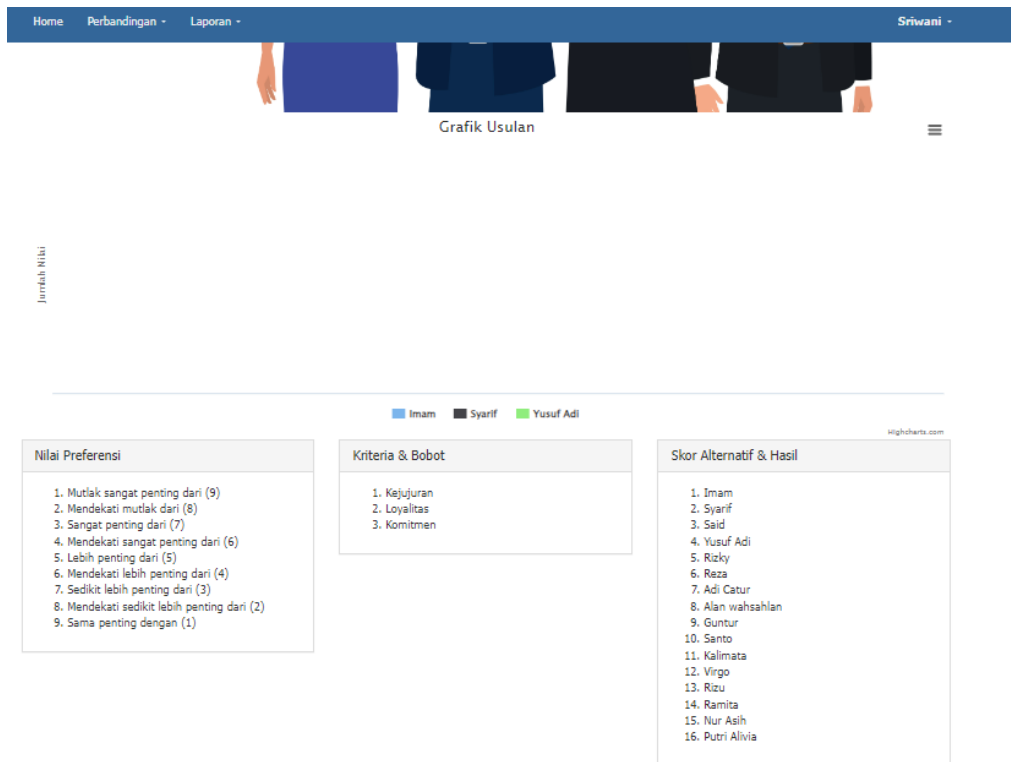 Home Perbandingan - Laporan - Sriwani -
Grafik Usulan
Jumlah Nilai
Imam Syarif Yusuf Adi
Highcharts.com
Nilai Preferensi
1. Mutlak sangat penting dari (9)
2. Mendekati mutlak dari (8)
3. Sangat penting dari (7)
4. Mendekati sangat penting dari (6)
5. Lebih penting dari (5)
6. Mendekati lebih penting dari (4)
7. Sedikit lebih penting dari (3)
8. Mendekati sedikit lebih penting dari (2)
9. Sama penting dengan (1)
Kriteria & Bobot
1. Kejujuran
2. Loyalitas
3. Komitmen
Skor Alternatif & Hasil
1. Imam
2. Syarif
3. Said
4. Yusuf Adi
5. Rizky
6. Reza
7. Adi Catur
8. Alan wahsahlan
9. Guntur
10. Santo
11. Kalimata
12. Virgo
13. Rizu
14. Ramita
15. Nur Asih
16. Putri Alivia